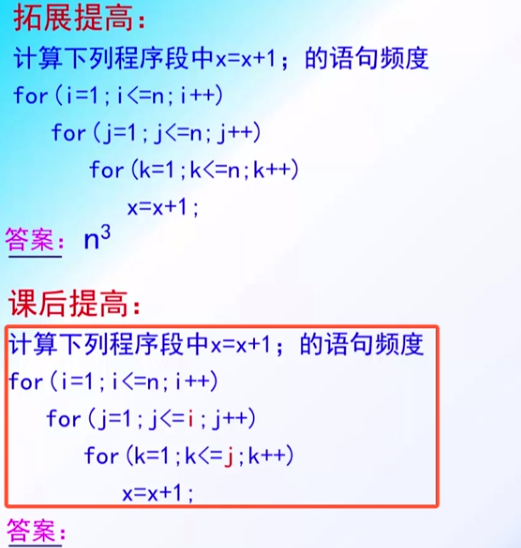 拓展提高：
计算下列程序段中x=x+1; 的语句频度
for(i=1;i<=n;i++)
for(j=1;j<=n;j++)
for(k=1;k<=n;k++)
x=x+1;
答案： n³
课后提高：
计算下列程序段中x=x+1; 的语句频度
for(i=1;i<=n;i++)
for(j=1;j<=i;j++)
for(k=1;k<=j;k++)
x=x+1;
答案：